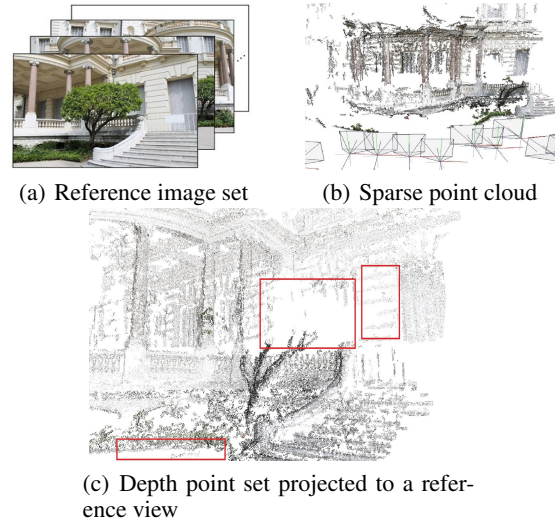 (a) Reference image set
(b) Sparse point cloud
(c) Depth point set projected to a refer-
ence view